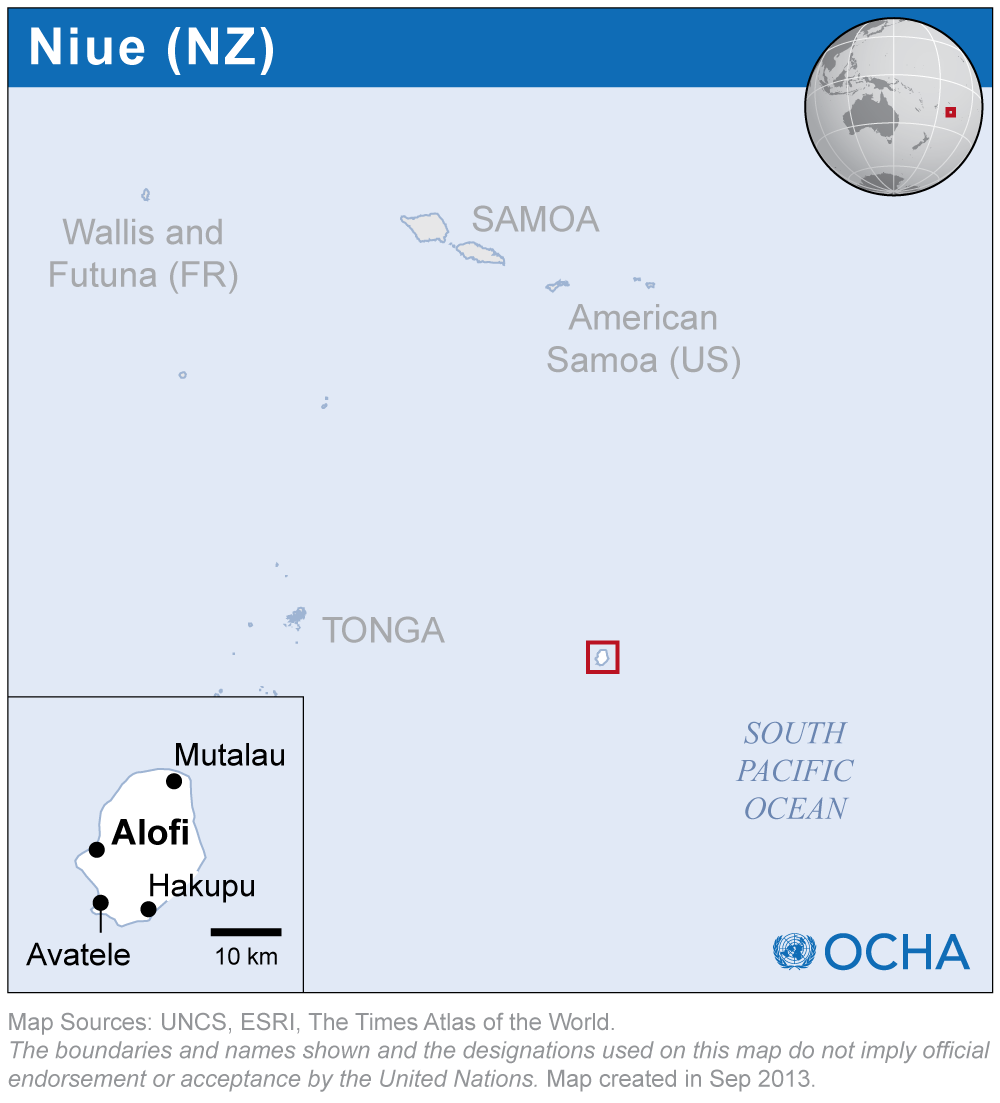 Niue (NZ)
Wallis and
Futuna (FR)
SAMOA
American
Samoa (US)
TONGA
SOUTH
PACIFIC
OCEAN
Mutalau
Alofi
Hakupu
Avatele
10 km
OCHA
Map Sources: UNCS, ESRI, The Times Atlas of the World.
The boundaries and names shown and the designations used on this map do not imply official
endorsement or acceptance by the United Nations. Map created in Sep 2013.